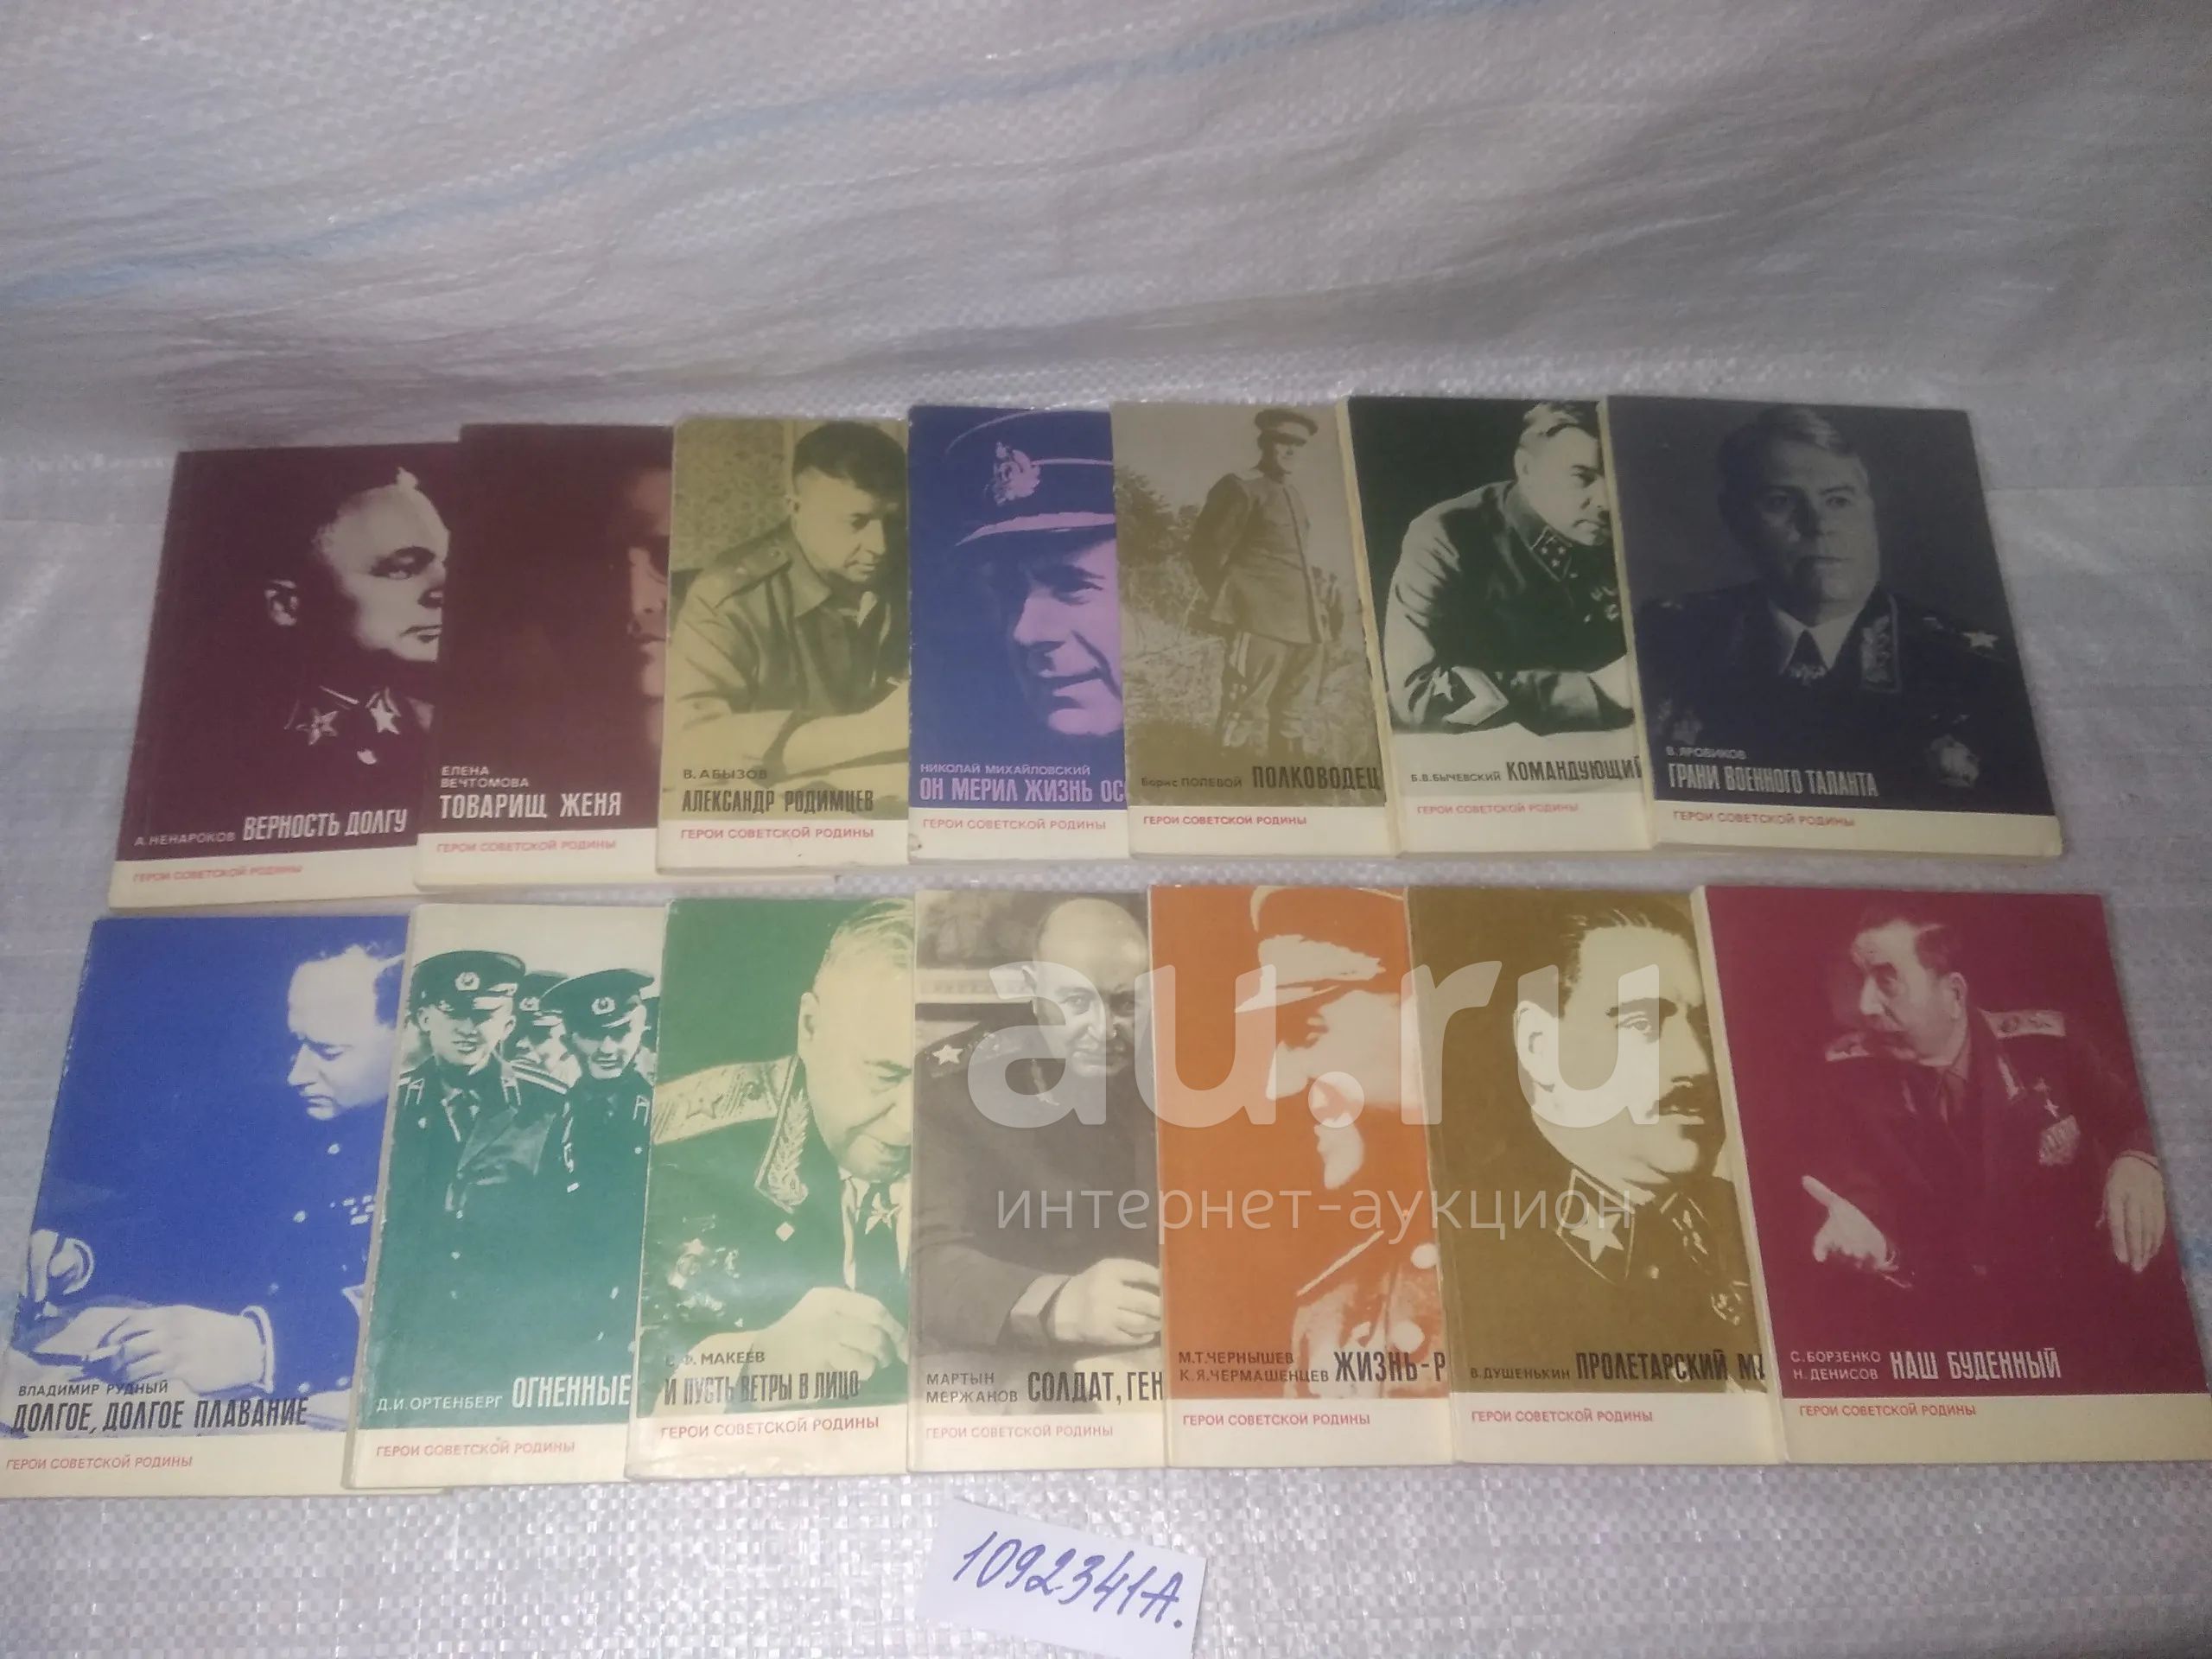 А. НЕНАРОКОВ ВЕРНОСТЬ ДОЛГУ
ГЕРОИ СОВЕТСКОЙ РОДИНЫ
ЕЛЕНА
ВЕЧТОМОВА
ТОВАРИЩ ЖЕНЯ
ГЕРОИ СОВЕТСКОЙ РОДИНЫ
В. АБЫЗОВ
АЛЕКСАНДР РОДИМЦЕВ
ГЕРОИ СОВЕТСКОЙ РОДИНЫ
НИКОЛАЙ МИХАЙЛОВСКИЙ
ОН МЕРИЛ ЖИЗНЬ ОС
ГЕРОИ СОВЕТСКОЙ РОДИНЫ
Борис ПОЛЕВОЙ ПОЛКОВОДЕЦ
ГЕРОИ СОВЕТСКОЙ РОДИНЫ
Б.В.БЫЧЕВСКИЙ КОМАНДУЮЩИЙ
ГЕРОИ СОВЕТСКОЙ РОДИНЫ
В. ЯРОВИКОВ
ГРАНИ ВОЕННОГО ТАЛАНТА
ГЕРОИ СОВЕТСКОЙ РОДИНЫ
ВЛАДИМИР РУДНЫЙ
ДОЛГОЕ, ДОЛГОЕ ПЛАВАНИЕ
ГЕРОИ СОВЕТСКОЙ РОДИНЫ
Д.И. ОРТЕНБЕРГ ОГНЕННЫЕ
ГЕРОИ СОВЕТСКОЙ РОДИНЫ
Ф. МАКЕЕВ
И ПУСТЬ ВЕТРЫ В ЛИЦО
ГЕРОИ СОВЕТСКОЙ РОДИНЫ
МАРТЫН
МЕРЖАНОВ СОЛДАТ, ГЕН
ГЕРОИ СОВЕТСКОЙ РОДИНЫ
М.Т.ЧЕРНЫШЕВ
К.Я.ЧЕРМАШЕНЦЕВ ЖИЗНЬ-Р
ГЕРОИ СОВЕТСКОЙ РОДИНЫ
В.ДУШЕНЬКИН ПРОЛЕТАРСКИЙ МА
ГЕРОИ СОВЕТСКОЙ РОДИНЫ
С. БОРЗЕНКО
Н. ДЕНИСОВ НАШ БУДЕННЫЙ
ГЕРОИ СОВЕТСКОЙ РОДИНЫ
au.ru
интернет-аукцион
1092341А.